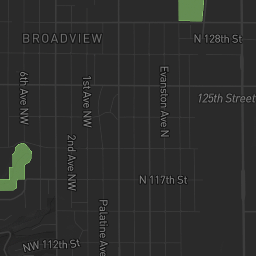 BROADVIEW
N 128th St
6th Ave NW
1st Ave NW
Evanston Ave N
125th Street
2nd Ave NW
N 117th St
Palatine Ave
NW 112th St